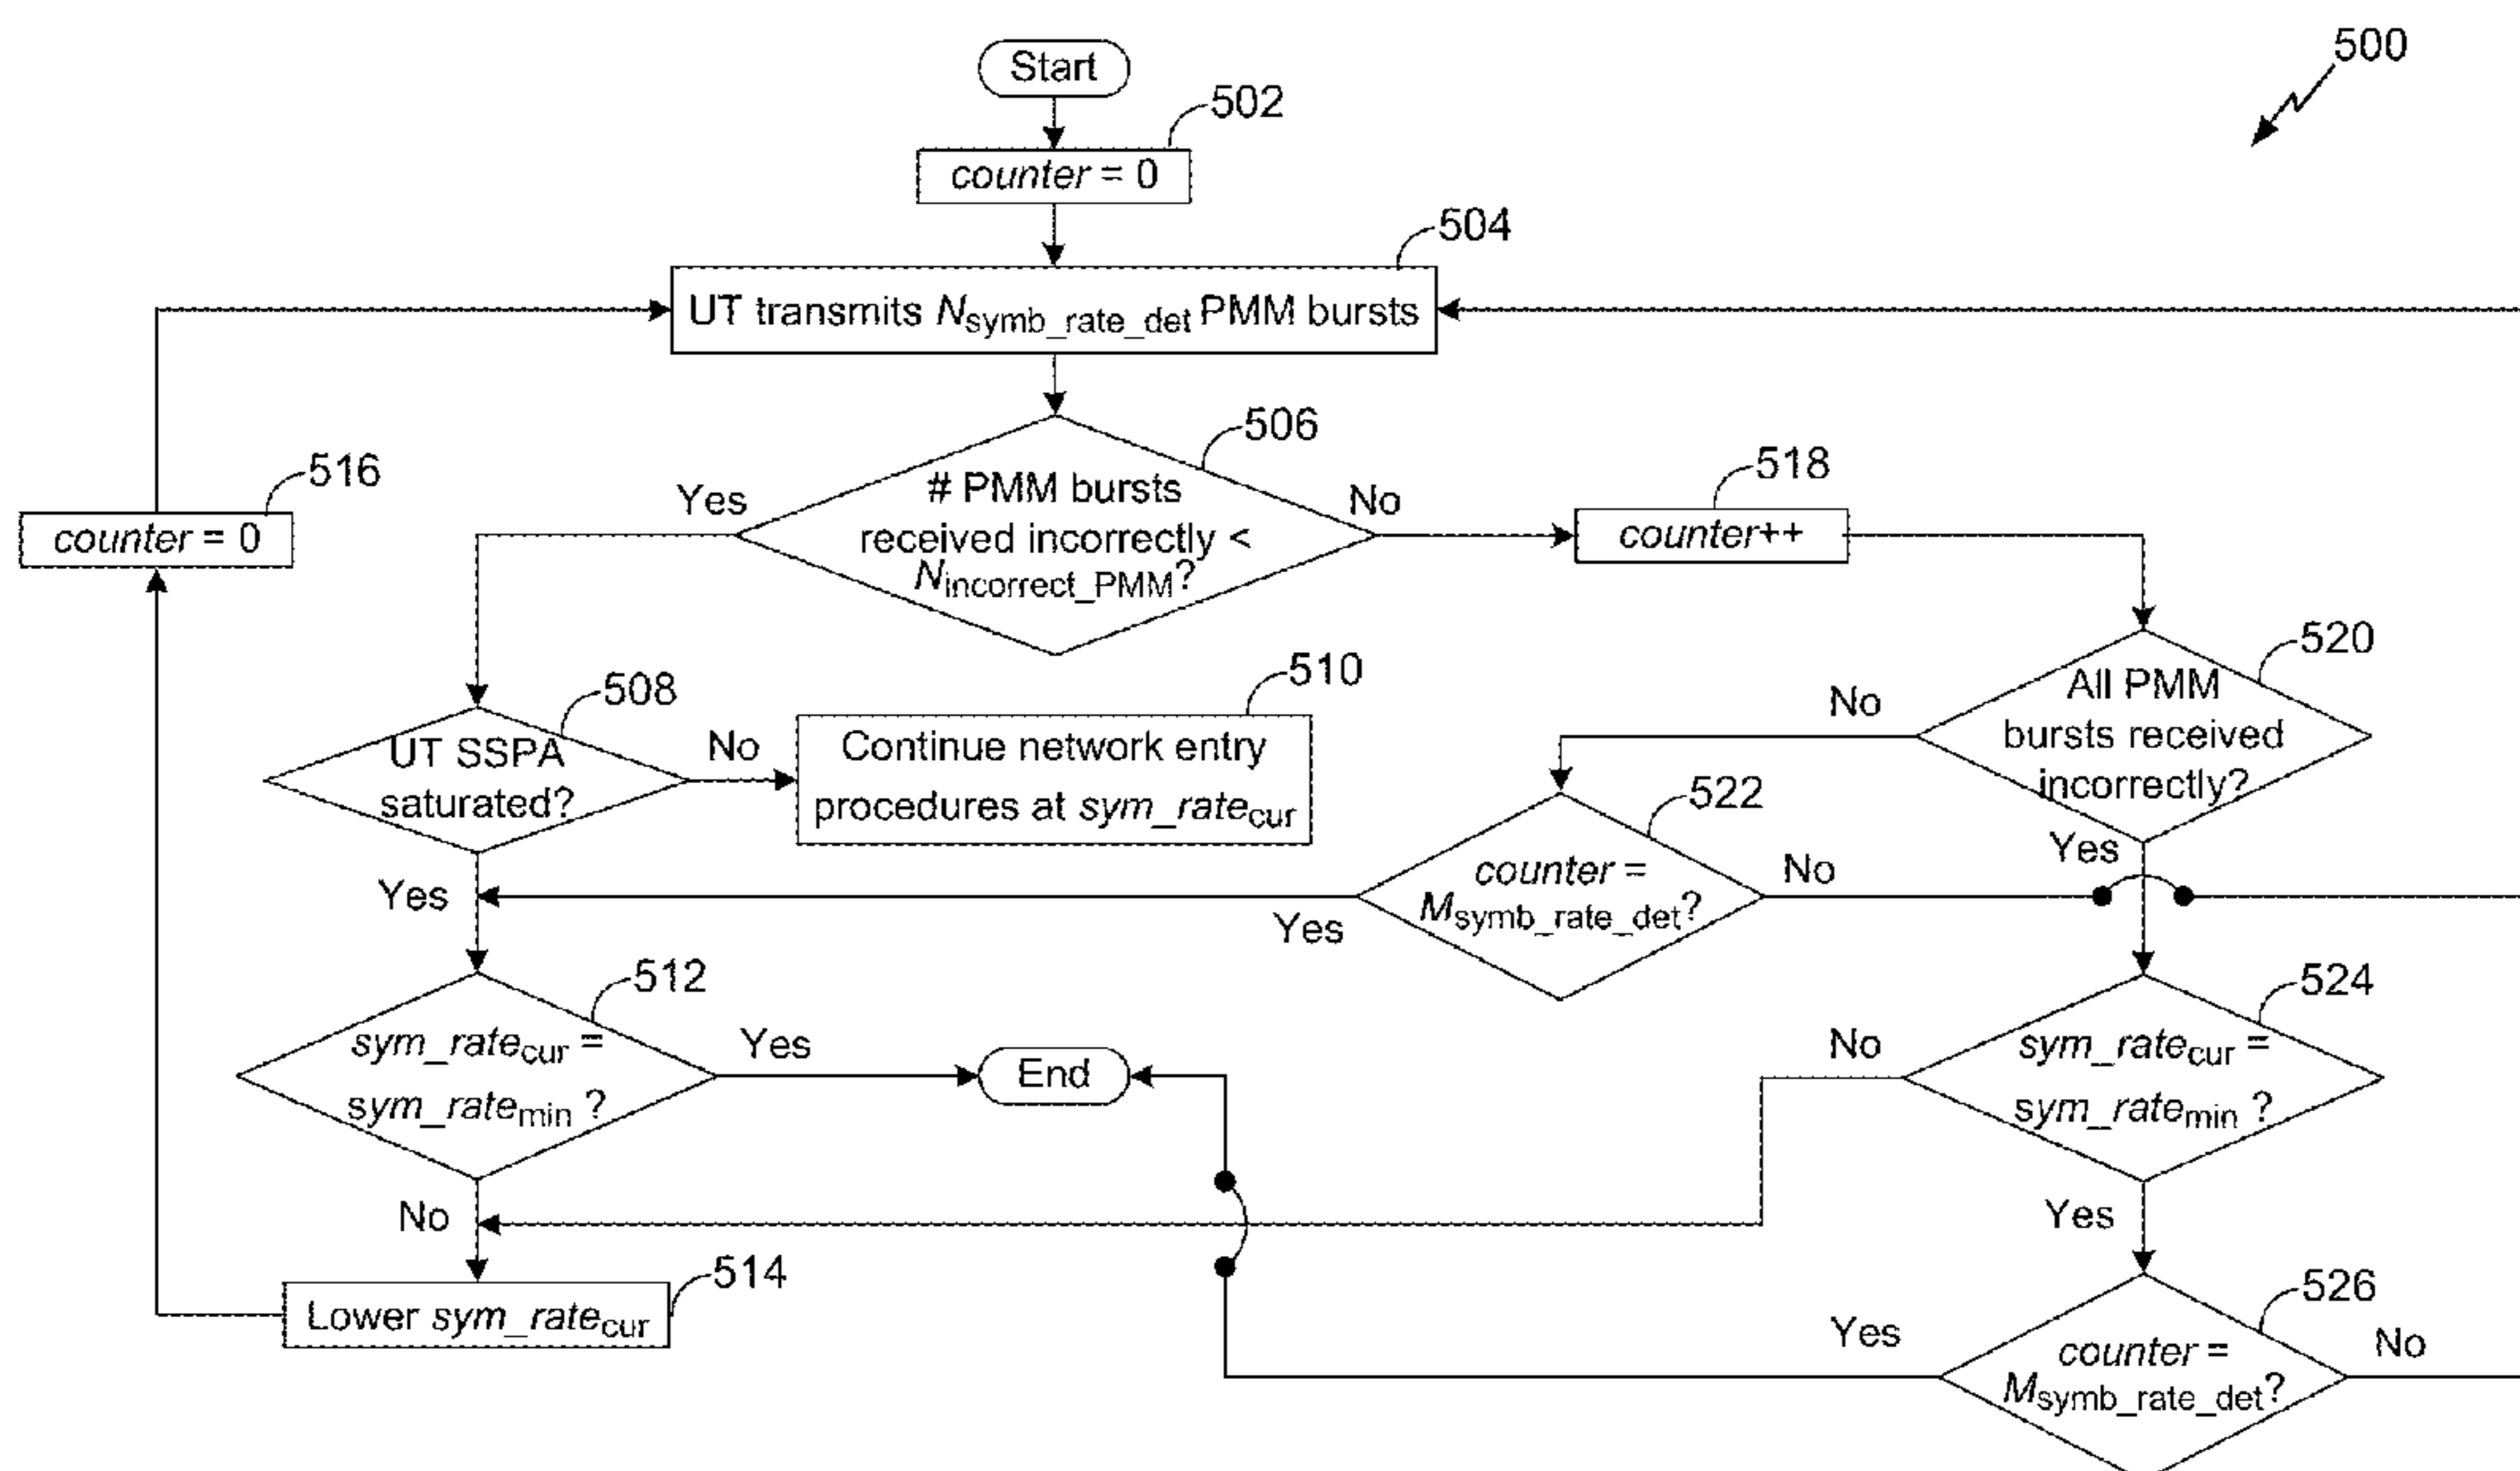 500
Start
502
counter = 0
504
UT transmits Nsymb_rate_det PMM bursts
506
# PMM bursts
received incorrectly <
Nincorrect_PMM?
Yes
No
516
counter = 0
518
counter++
520
All PMM
bursts received
incorrectly?
No
Yes
508
UT SSPA
saturated?
No
Yes
510
Continue network entry
procedures at sym_ratecur
522
counter =
Msymb_rate_det?
No
Yes
512
sym_ratecur =
sym_ratemin ?
Yes
No
End
524
sym_ratecur =
sym_ratemin ?
No
Yes
514
Lower sym_ratecur
526
counter =
Msymb_rate_det?
Yes
No